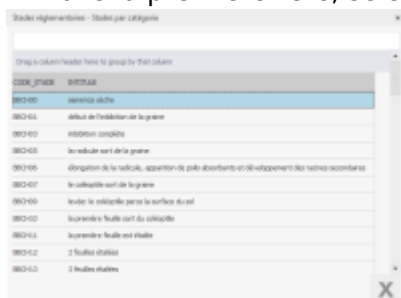 Stades réglementaires - Stades par catégorie
Drag a column header here to group by that column
CODE_STADE INTITULE
BBCH00 semence sèche
BBCH01 début de l'imbibition de la graine
BBCH03 imbibition complète
BBCH05 la radicule sort de la graine
BBCH06 élongation de la radicule, apparition de poils absorbants et développement des racines secondaires
BBCH07 le coléoptile sort de la graine
BBCH09 levée: le coléoptile perce la surface du sol
BBCH10 la première feuille sort du coléoptile
BBCH11 la première feuille est étalée
BBCH12 2 feuilles étalées
BBCH13 3 feuilles étalées
X